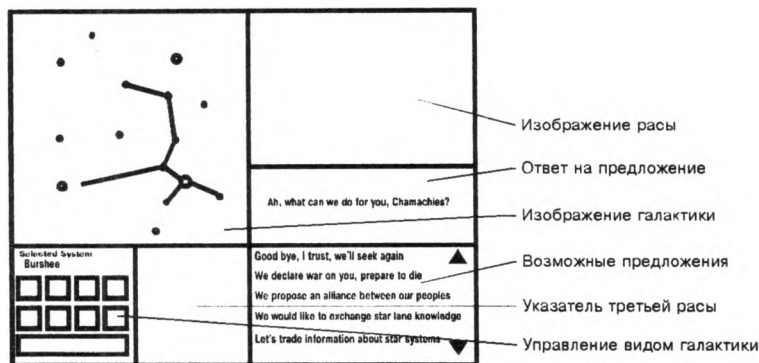 Изображение расы
Ответ на предложение
Ah, what can we do for you, Chamachies?
Изображение галактики
Selected System
Burshee
Good bye, I trust, we'll seek again
We declare war on you, prepare to die
We propose an alliance between our peoples
We would like to exchange star lane knowledge
Let's trade information about star systems
Возможные предложения
Указатель третьей расы
Управление видом галактики